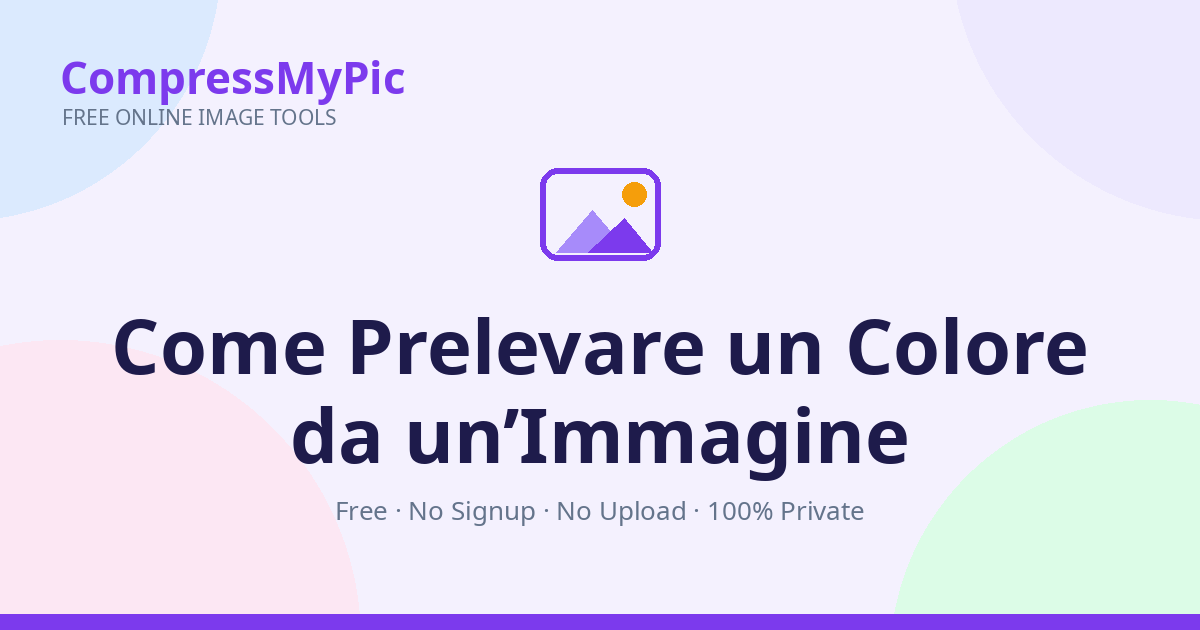 CompressMyPic
FREE ONLINE IMAGE TOOLS
Come Prelevare un Colore
da un’Immagine
Free · No Signup · No Upload · 100% Private